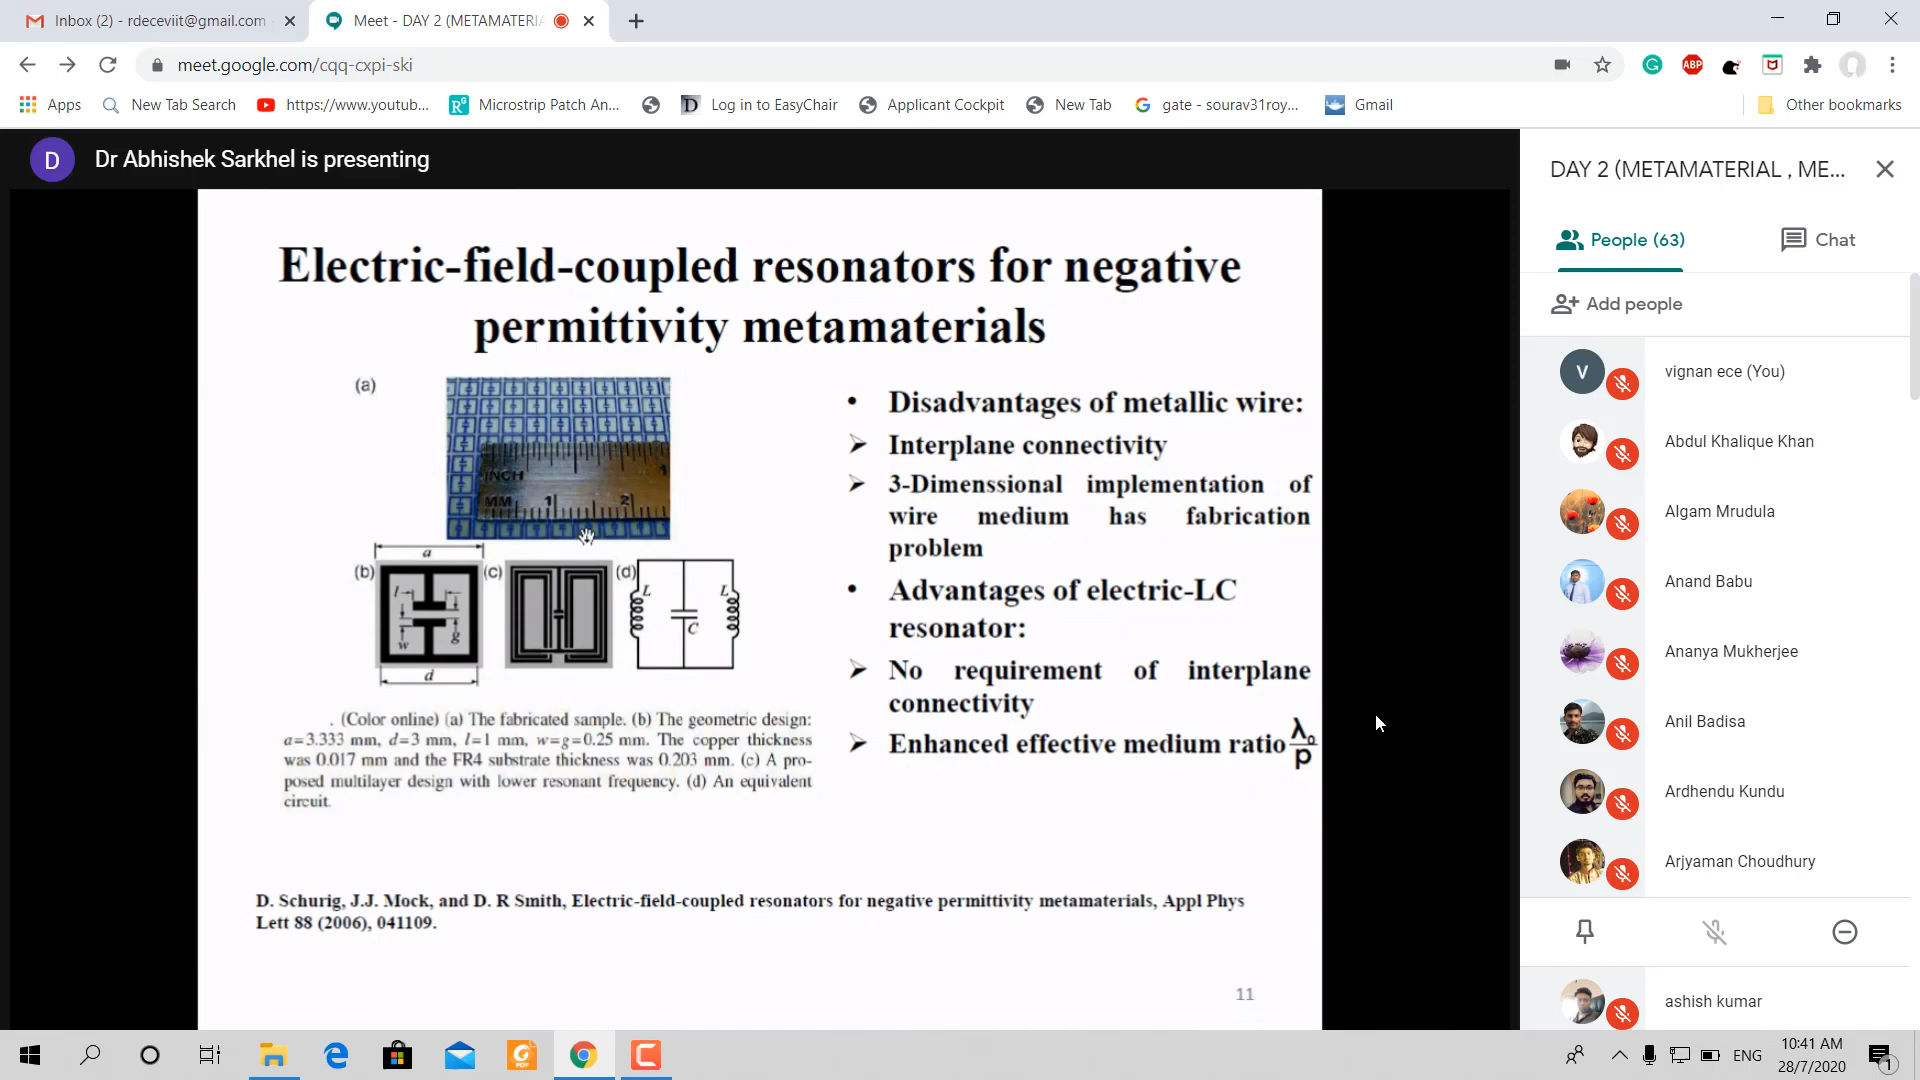 Inbox (2) - rdeceviit@gmail.com
Meet - DAY 2 (METAMATERIA
meet.google.com/cqq-cxpi-ski
Apps
New Tab Search
https://www.youtub...
Microstrip Patch An...
Log in to EasyChair
Applicant Cockpit
New Tab
gate - sourav31roy...
Gmail
Other bookmarks
D
Dr Abhishek Sarkhel is presenting
Electric-field-coupled resonators for negative
permittivity metamaterials
(a)
INCH
1
MM 1 2
a
(b)
l
w
g
d
(c)
(d)
L
L
C
. (Color online) (a) The fabricated sample. (b) The geometric design:
a=3.333 mm, d=3 mm, l=1 mm, w=g=0.25 mm. The copper thickness
was 0.017 mm and the FR4 substrate thickness was 0.203 mm. (c) A pro-
posed multilayer design with lower resonant frequency. (d) An equivalent
circuit.
• Disadvantages of metallic wire:
➢ Interplane connectivity
➢ 3-Dimenssional implementation of
wire medium has fabrication
problem
• Advantages of electric-LC
resonator:
➢ No requirement of interplane
connectivity
➢ Enhanced effective medium ratio λ₀/p
D. Schurig, J.J. Mock, and D. R Smith, Electric-field-coupled resonators for negative permittivity metamaterials, Appl Phys
Lett 88 (2006), 041109.
11
DAY 2 (METAMATERIAL , ME...
People (63)
Chat
Add people
V
vignan ece (You)
Abdul Khalique Khan
Algam Mrudula
Anand Babu
Ananya Mukherjee
Anil Badisa
Ardhendu Kundu
Arjyaman Choudhury
ashish kumar
ENG
10:41 AM
28/7/2020
1